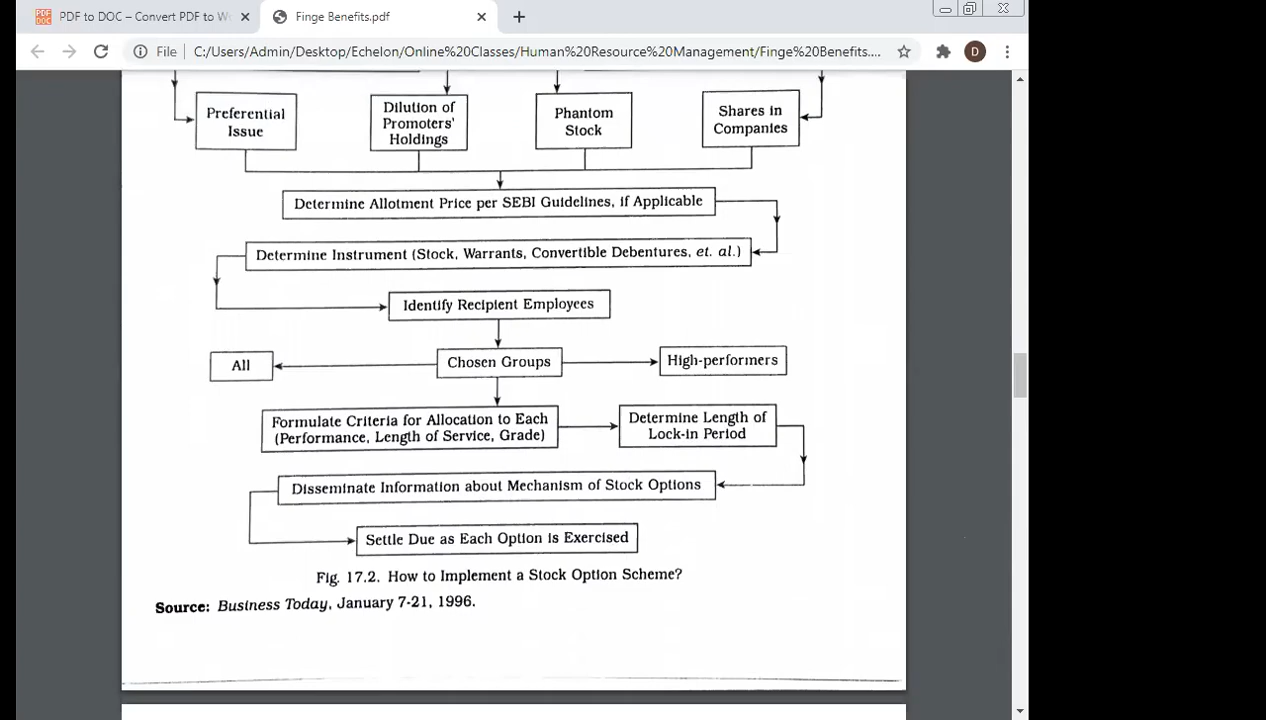 PDF to DOC – Convert PDF to W
Finge Benefits.pdf
File
C:/Users/Admin/Desktop/Echelon/Online%20Classes/Human%20Resource%20Management/Finge%20Benefits....
D
Preferential
Issue
Dilution of
Promoters'
Holdings
Phantom
Stock
Shares in
Companies
Determine Allotment Price per SEBI Guidelines, if Applicable
Determine Instrument (Stock, Warrants, Convertible Debentures, et. al.)
Identify Recipient Employees
All
Chosen Groups
High-performers
Formulate Criteria for Allocation to Each
(Performance, Length of Service, Grade)
Determine Length of
Lock-in Period
Disseminate Information about Mechanism of Stock Options
Settle Due as Each Option is Exercised
Fig. 17.2. How to Implement a Stock Option Scheme?
Source: Business Today, January 7-21, 1996.